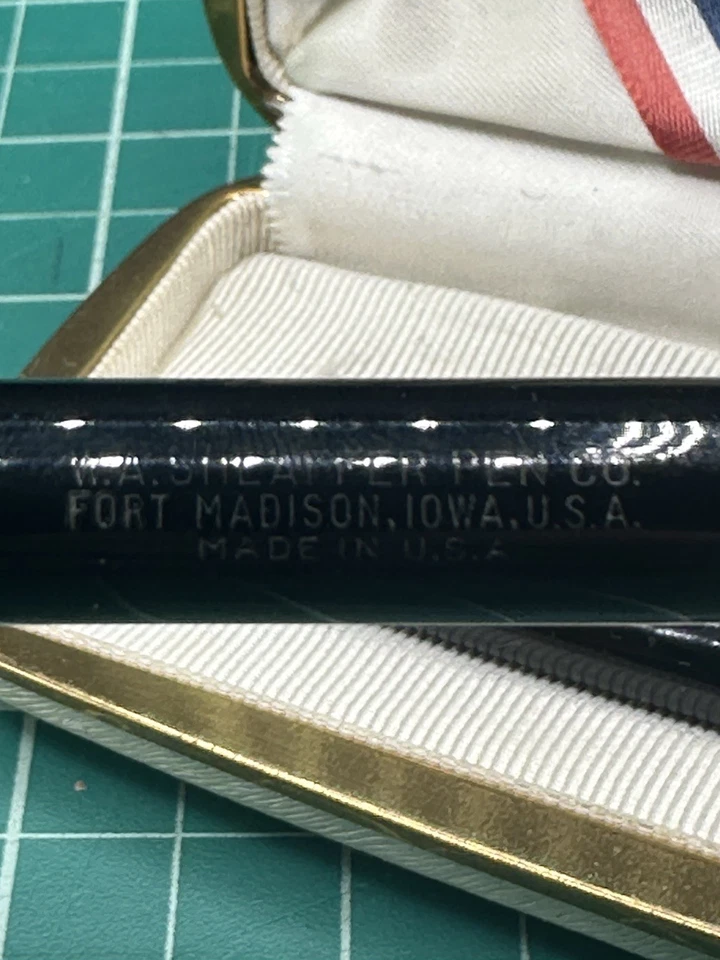 W.A.SHEAFFER PEN CO.
FORT MADISON, IOWA, U.S.A.
MADE IN U.S.A